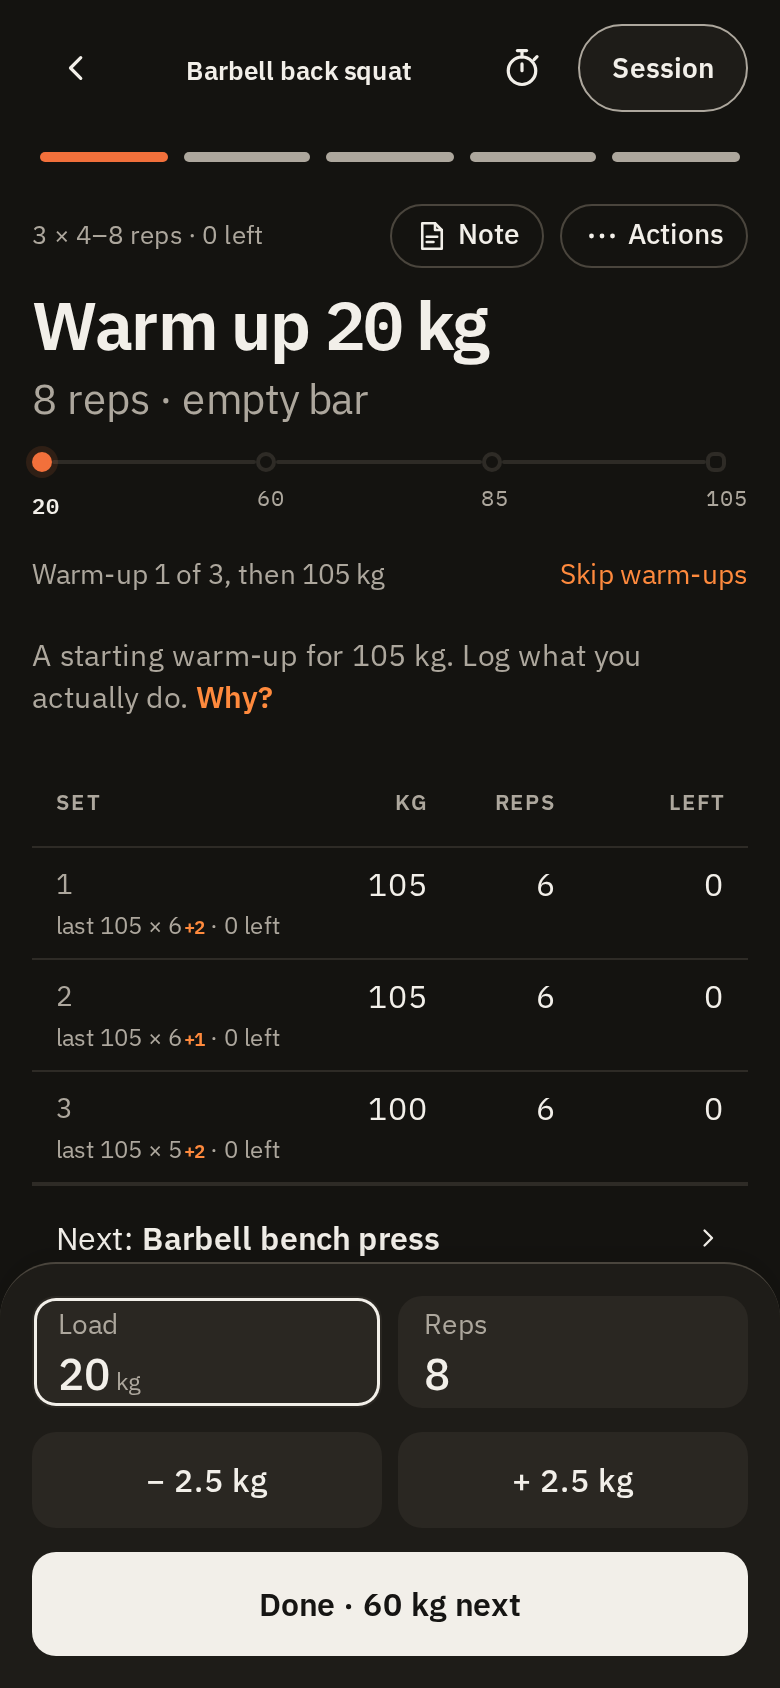 Barbell back squat
Session
3 × 4–8 reps · 0 left
Note
Actions
Warm up 20 kg
8 reps · empty bar
20
60
85
105
Warm-up 1 of 3, then 105 kg
Skip warm-ups
A starting warm-up for 105 kg. Log what you
actually do. Why?
SET KG REPS LEFT
1 105 6 0
last 105 × 6 +2 · 0 left
2 105 6 0
last 105 × 6 +1 · 0 left
3 100 6 0
last 105 × 5 +2 · 0 left
Next: Barbell bench press
Load
20 kg
Reps
8
− 2.5 kg
+ 2.5 kg
Done · 60 kg next